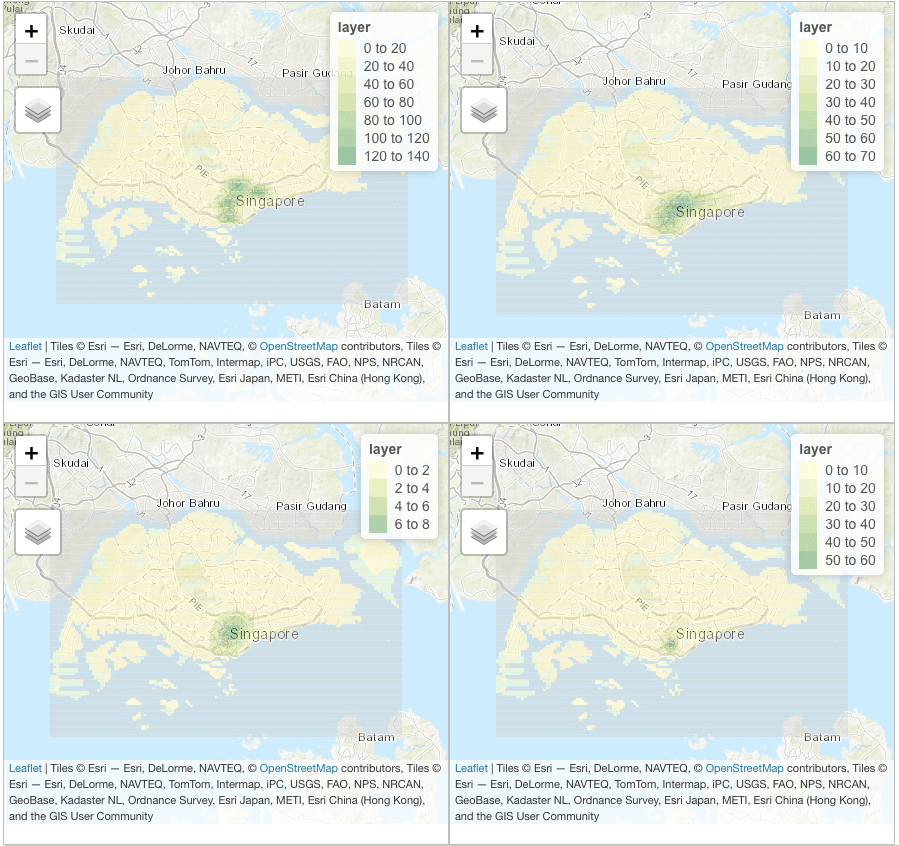 +
−
Skudai
Johor Bahru
Pasir Gudang
17
PIE
Singapore
Batam
layer
0 to 20
20 to 40
40 to 60
60 to 80
80 to 100
100 to 120
120 to 140
Leaflet | Tiles © Esri — Esri, DeLorme, NAVTEQ, © OpenStreetMap contributors, Tiles ©
Esri — Esri, DeLorme, NAVTEQ, TomTom, Intermap, iPC, USGS, FAO, NPS, NRCAN,
GeoBase, Kadaster NL, Ordnance Survey, Esri Japan, METI, Esri China (Hong Kong),
and the GIS User Community
+
−
Skudai
Johor Bahru
Pasir Gudang
17
PIE
Singapore
Batam
layer
0 to 10
10 to 20
20 to 30
30 to 40
40 to 50
50 to 60
60 to 70
Leaflet | Tiles © Esri — Esri, DeLorme, NAVTEQ, © OpenStreetMap contributors, Tiles ©
Esri — Esri, DeLorme, NAVTEQ, TomTom, Intermap, iPC, USGS, FAO, NPS, NRCAN,
GeoBase, Kadaster NL, Ordnance Survey, Esri Japan, METI, Esri China (Hong Kong),
and the GIS User Community
+
−
Skudai
Johor Bahru
Pasir Gudang
17
PIE
Singapore
Batam
layer
0 to 2
2 to 4
4 to 6
6 to 8
Leaflet | Tiles © Esri — Esri, DeLorme, NAVTEQ, © OpenStreetMap contributors, Tiles ©
Esri — Esri, DeLorme, NAVTEQ, TomTom, Intermap, iPC, USGS, FAO, NPS, NRCAN,
GeoBase, Kadaster NL, Ordnance Survey, Esri Japan, METI, Esri China (Hong Kong),
and the GIS User Community
+
−
Skudai
Johor Bahru
Pasir Gudang
17
PIE
Singapore
Batam
layer
0 to 10
10 to 20
20 to 30
30 to 40
40 to 50
50 to 60
Leaflet | Tiles © Esri — Esri, DeLorme, NAVTEQ, © OpenStreetMap contributors, Tiles ©
Esri — Esri, DeLorme, NAVTEQ, TomTom, Intermap, iPC, USGS, FAO, NPS, NRCAN,
GeoBase, Kadaster NL, Ordnance Survey, Esri Japan, METI, Esri China (Hong Kong),
and the GIS User Community